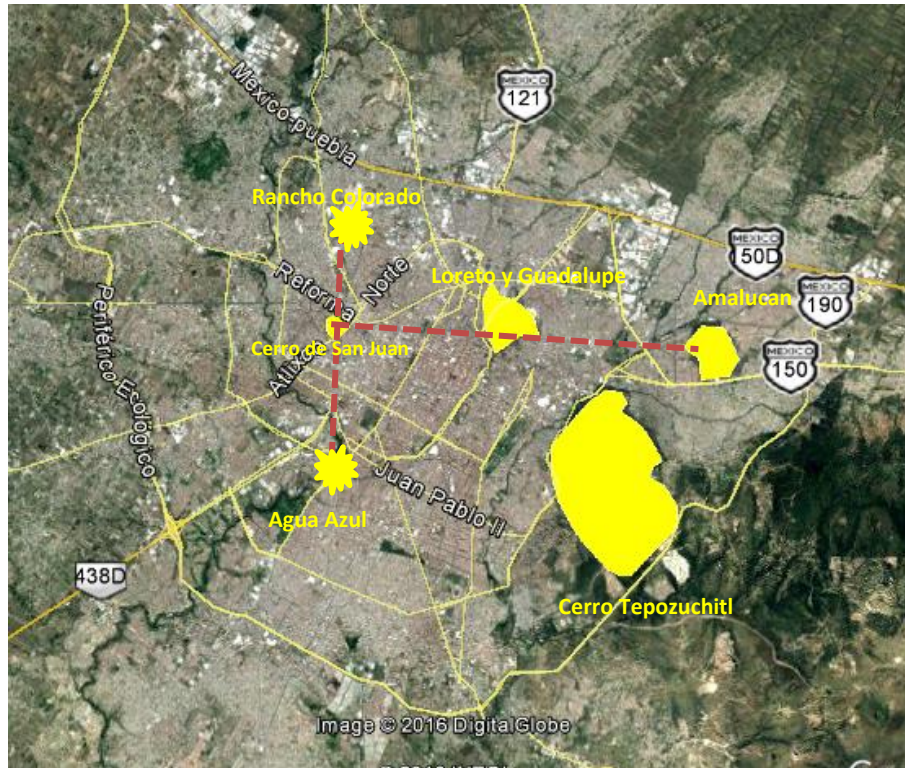 MEXICO
121
Mexico-puebla
Rancho Colorado
MEXICO
50D
Reforma
Norte
Loreto y Guadalupe
Amalucan
MEXICO
190
Periférico Ecológico
Cerro de San Juan
Atlixco
MEXICO
150
Juan Pablo II
Agua Azul
438D
Cerro Tepozuchitl
Image © 2016 DigitalGlobe